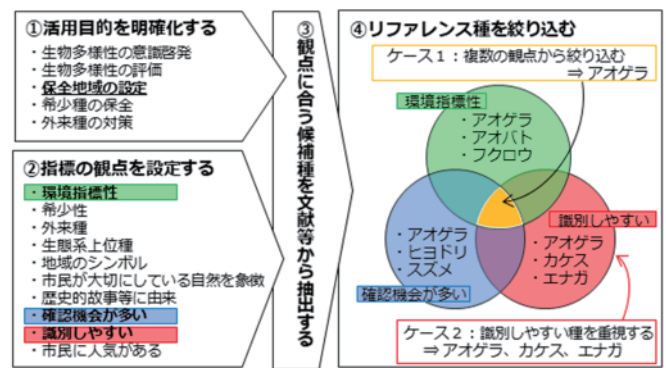 ①活用目的を明確化する
・生物多様性の意識啓発
・生物多様性の評価
・保全地域の設定
・希少種の保全
・外来種の対策
②指標の観点を設定する
・環境指標性
・希少性
・外来種
・生態系上位種
・地域のシンボル
・市民が大切にしている自然を象徴
・歴史的故事等に由来
・確認機会が多い
・識別しやすい
・市民に人気がある
③観点に合う候補種を文献等から抽出する
④リファレンス種を絞り込む
ケース1：複数の観点から絞り込む
⇒ アオゲラ
環境指標性
・アオゲラ
・アオバト
・フクロウ
・アオゲラ
・ヒヨドリ
・スズメ
確認機会が多い
識別しやすい
・アオゲラ
・カケス
・エナガ
ケース2：識別しやすい種を重視する
⇒ アオゲラ、カケス、エナガ